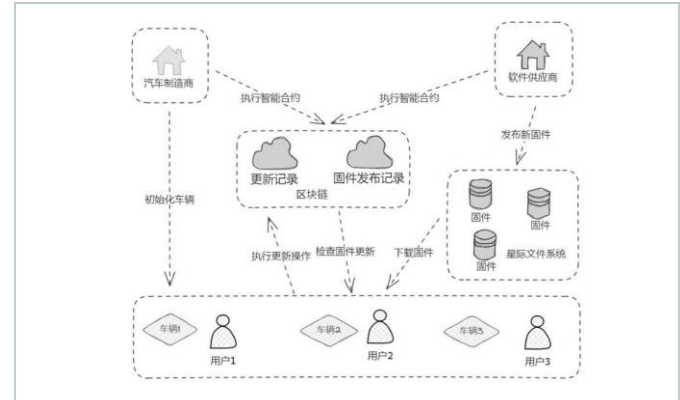 汽车制造商
软件供应商
执行智能合约
执行智能合约
发布新固件
更新记录
固件发布记录
区块链
初始化车辆
固件
固件
固件
星际文件系统
执行更新操作
检查固件更新
下载固件
车辆1
用户1
车辆2
用户2
车辆3
用户3